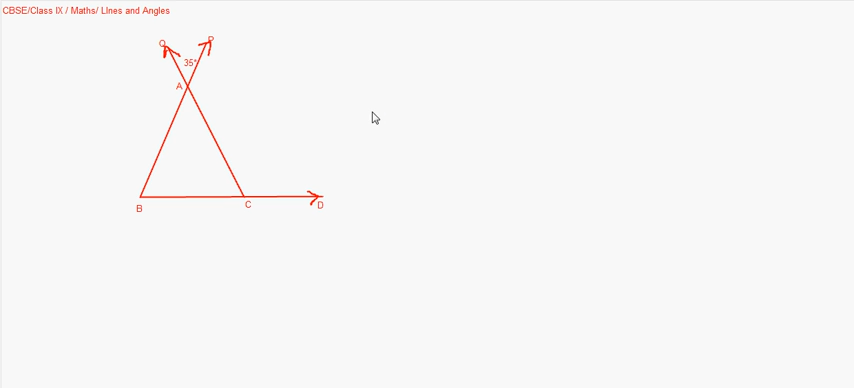 CBSE/Class IX / Maths/ LInes and Angles
Q
P
35°
A
B
C
D